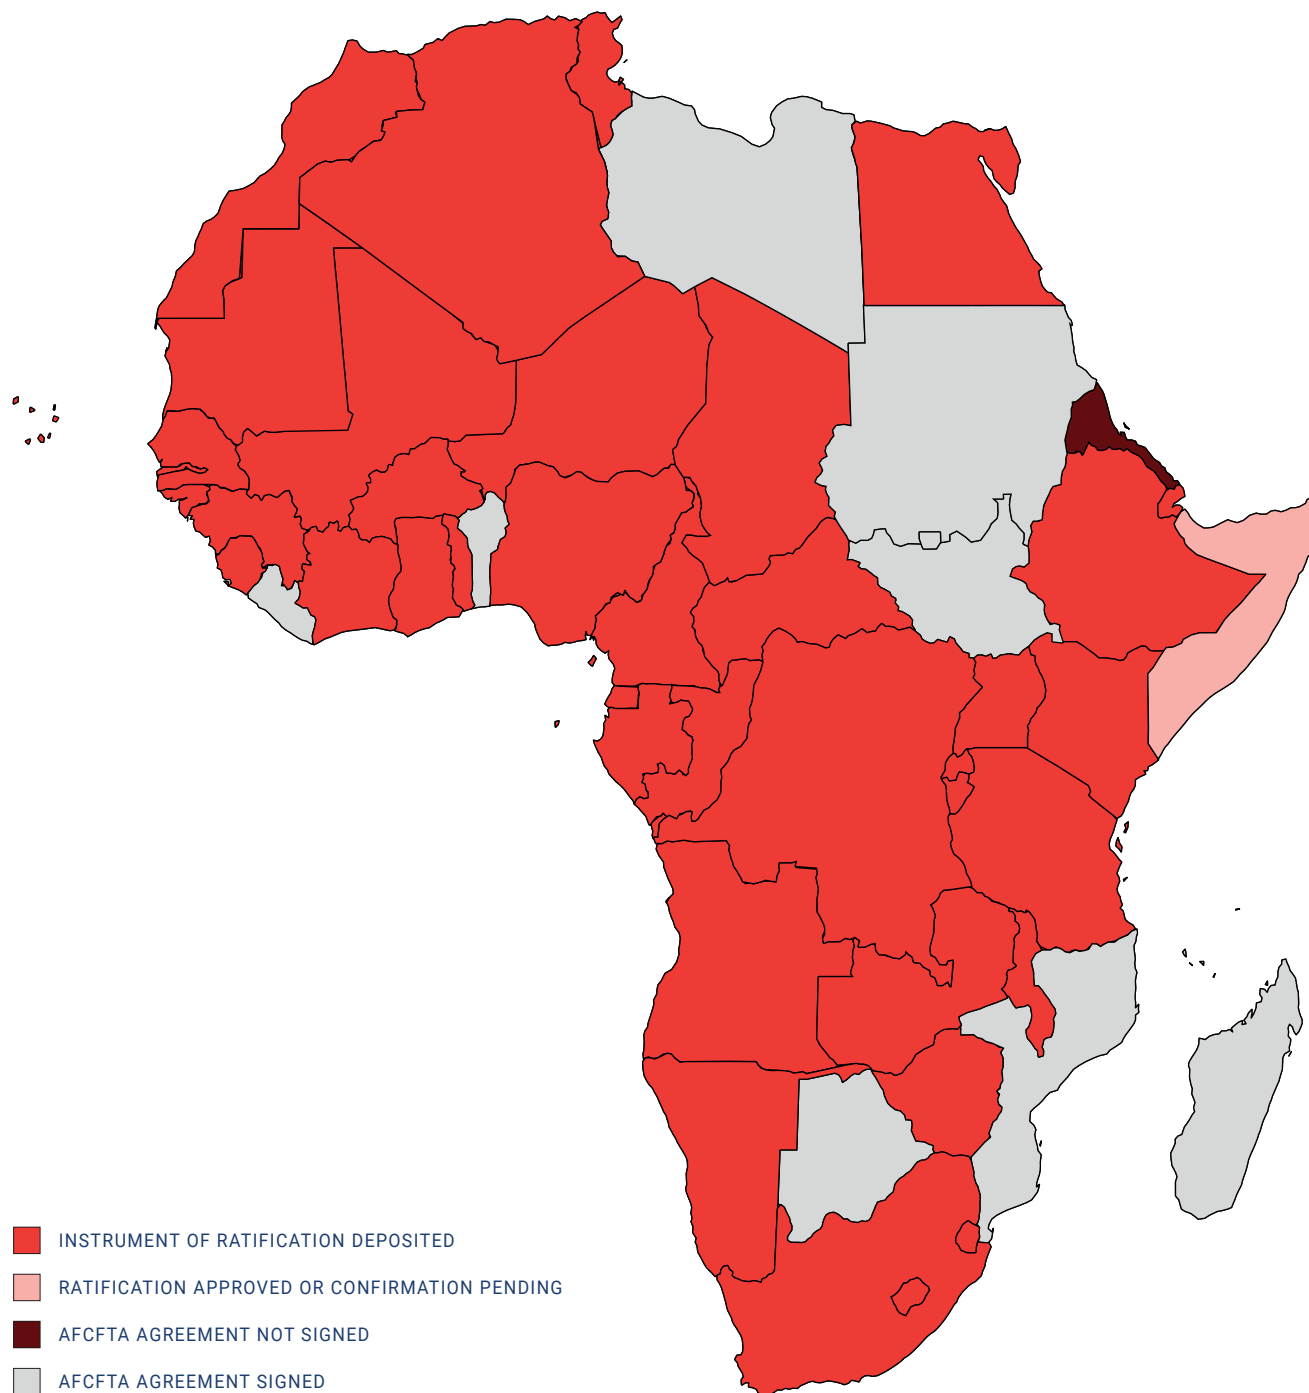 INSTRUMENT OF RATIFICATION DEPOSITED
RATIFICATION APPROVED OR CONFIRMATION PENDING
AFCFTA AGREEMENT NOT SIGNED
AFCFTA AGREEMENT SIGNED